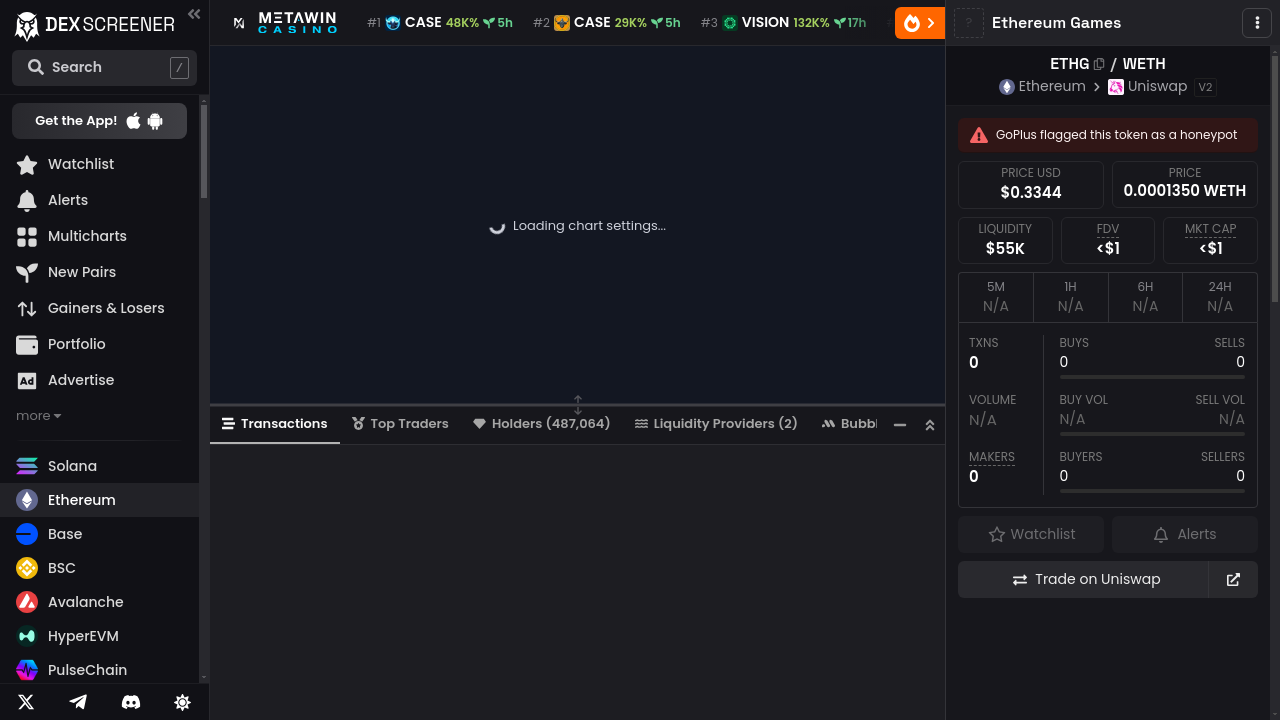 DEX SCREENER
Search
/
Get the App!
Watchlist
Alerts
Multicharts
New Pairs
Gainers & Losers
Portfolio
Ad
Advertise
more
Solana
Ethereum
Base
BSC
Avalanche
HyperEVM
PulseChain
METAWIN
CASINO
#1 CASE 48K% 5h
#2 CASE 29K% 5h
#3 VISION 132K% 17h
Loading chart settings...
Transactions
Top Traders
Holders (487,064)
Liquidity Providers (2)
Bubbl
?
Ethereum Games
ETHG / WETH
Ethereum > Uniswap V2
GoPlus flagged this token as a honeypot
PRICE USD
$0.3344
PRICE
0.0001350 WETH
LIQUIDITY
$55K
FDV
<$1
MKT CAP
<$1
5M
N/A
1H
N/A
6H
N/A
24H
N/A
TXNS
0
BUYS
0
SELLS
0
VOLUME
N/A
BUY VOL
N/A
SELL VOL
N/A
MAKERS
0
BUYERS
0
SELLERS
0
Watchlist
Alerts
Trade on Uniswap